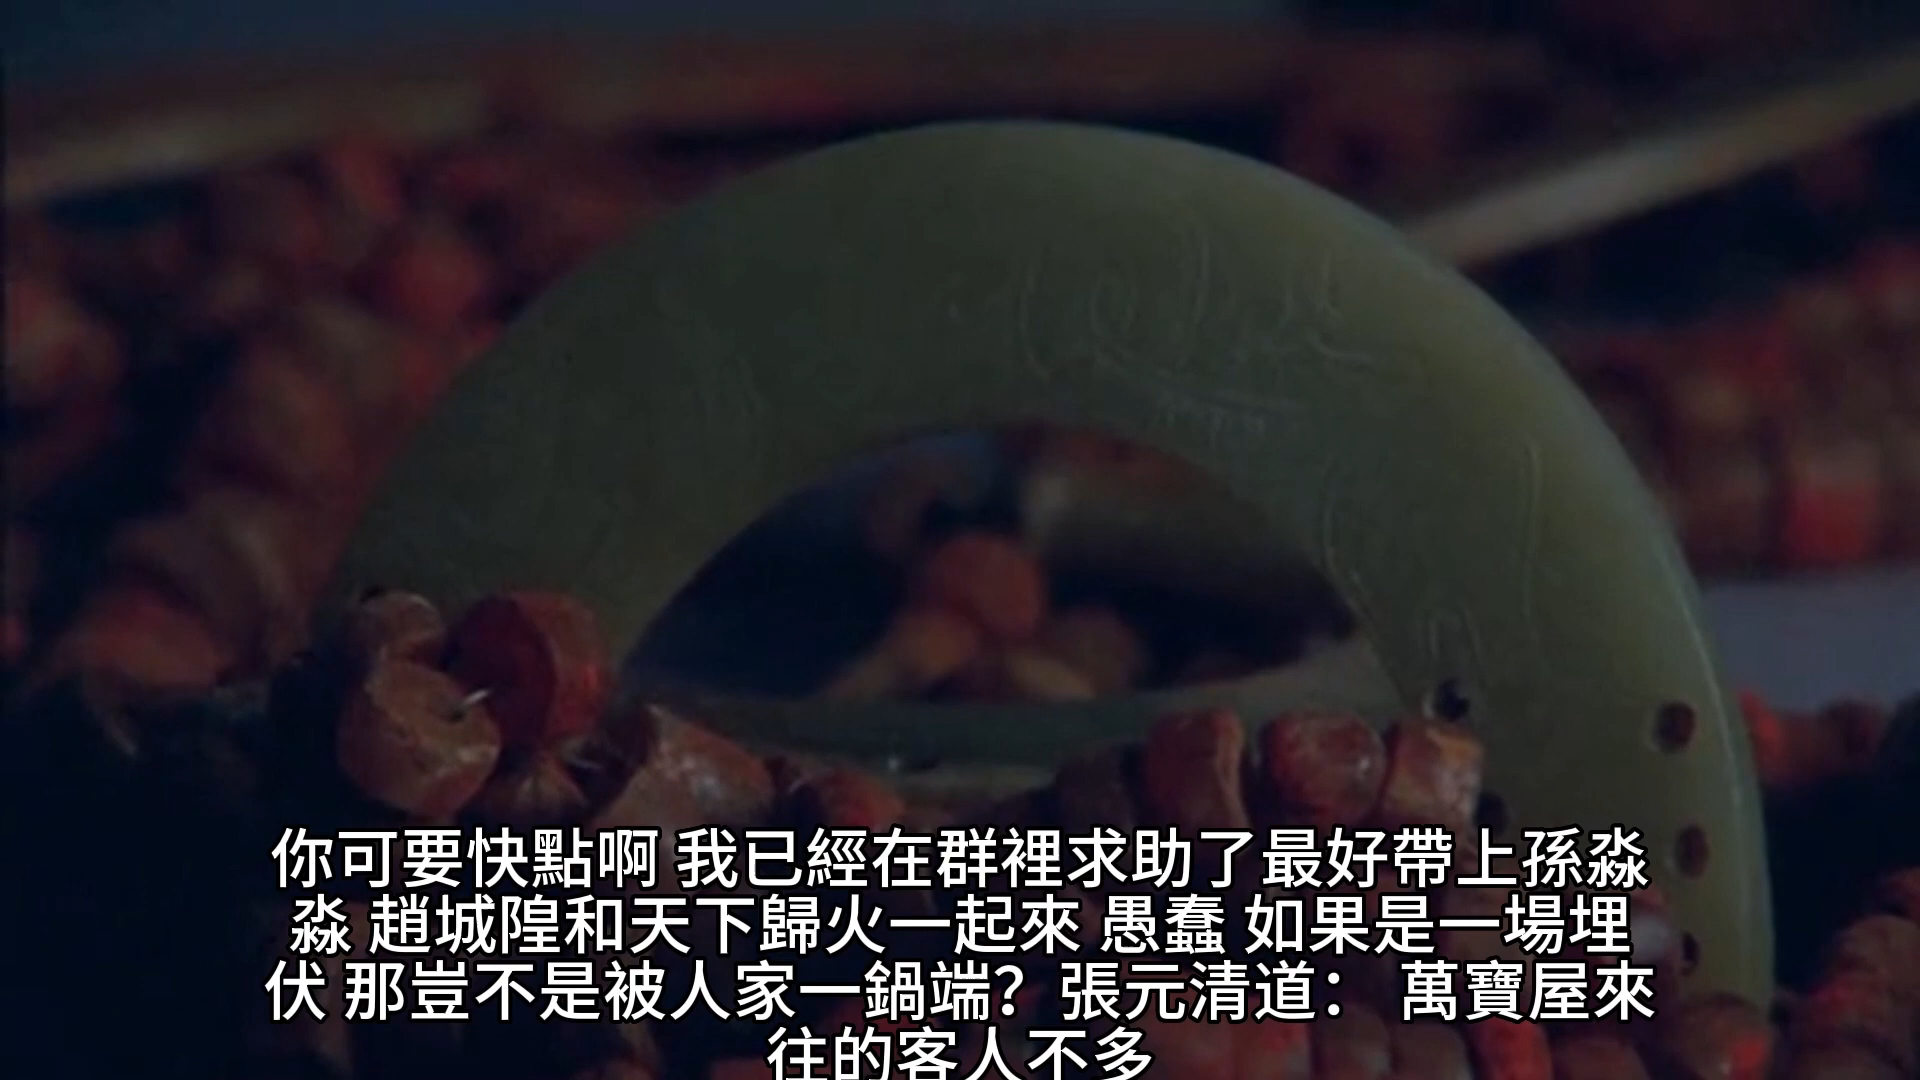 你可要快點啊 我已經在群裡求助了最好帶上孫淼
淼 趙城隍和天下歸火一起來 愚蠢 如果是一場埋
伏 那豈不是被人家一鍋端？張元清道： 萬寶屋來
往的客人不多